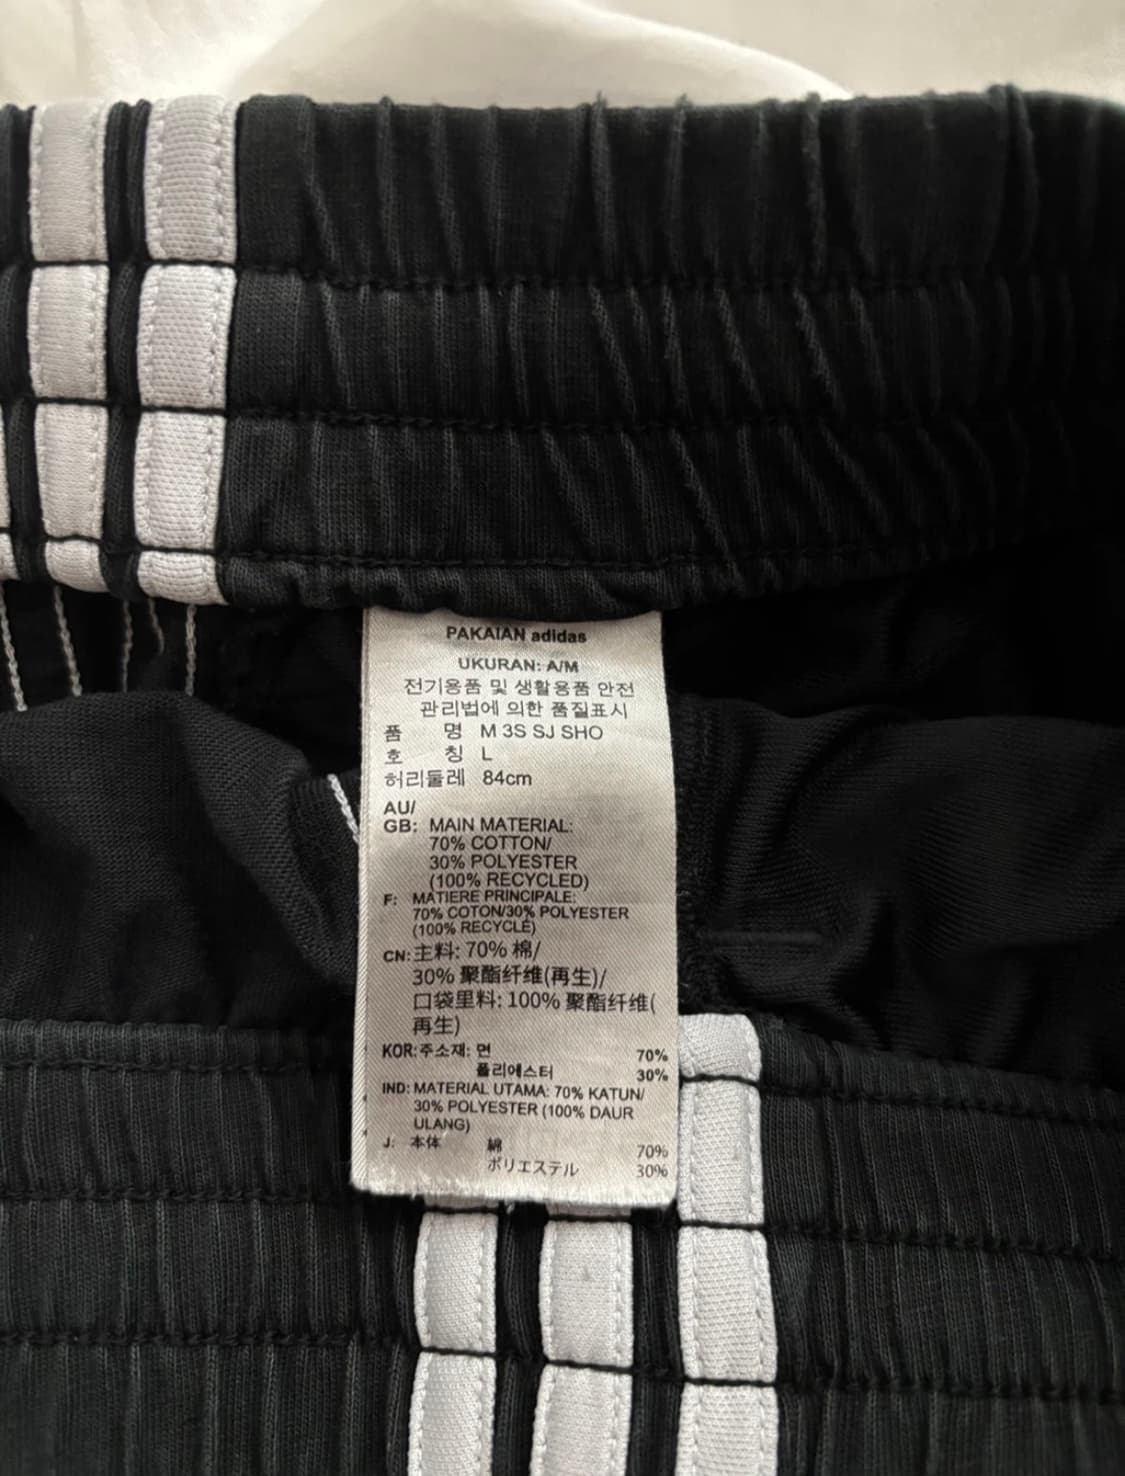 PAKAIAN adidas
UKURAN: A/M
전기용품 및 생활용품 안전
관리법에 의한 품질표시
품 명 M 3S SJ SHO
호 칭 L
허리둘레 84cm
AU/
GB: MAIN MATERIAL:
70% COTTON/
30% POLYESTER
(100% RECYCLED)
F: MATIERE PRINCIPALE:
70% COTON/30% POLYESTER
(100% RECYCLÉ)
CN: 主料: 70% 棉/
30% 聚酯纤维(再生)/
口袋里料: 100% 聚酯纤维(
再生)
KOR: 주소재: 면 70%
폴리에스터 30%
IND: MATERIAL UTAMA: 70% KATUN/
30% POLYESTER (100% DAUR
ULANG)
J: 本体 綿 70%
ポリエステル 30%